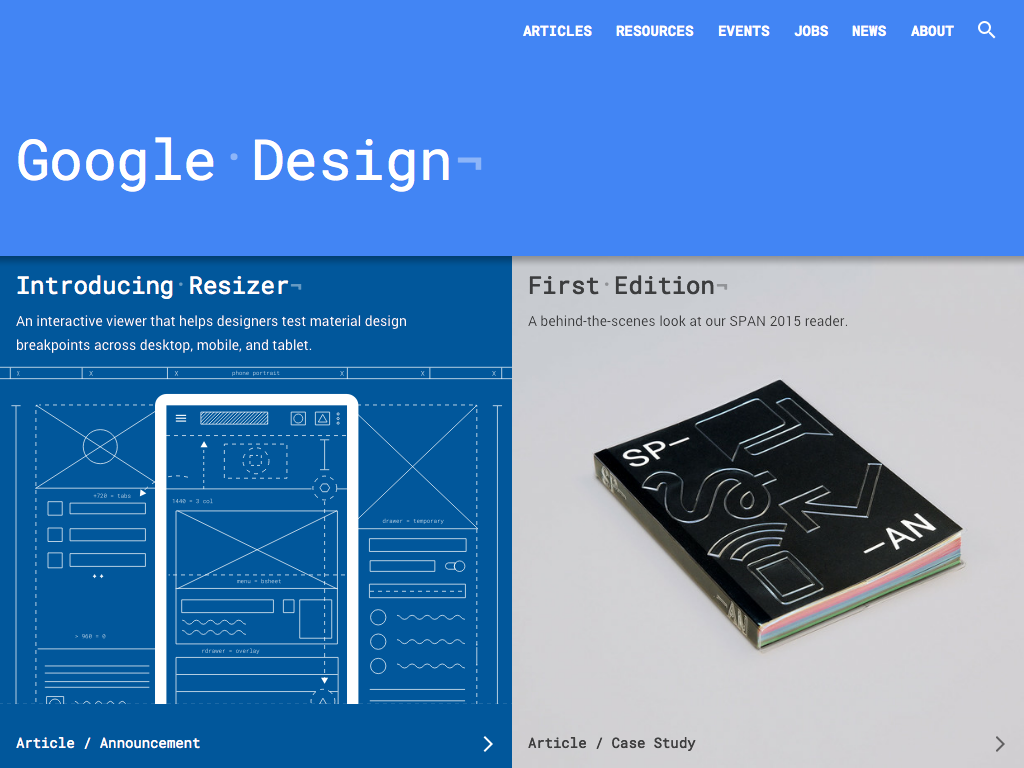 ARTICLES RESOURCES EVENTS JOBS NEWS ABOUT
Google·Design¬
Introducing·Resizer¬
An interactive viewer that helps designers test material design
breakpoints across desktop, mobile, and tablet.
X X X phone portrait X X X
+720 = tabs
1440 = 3 col
drawer = temporary
menu = bsheet
> 960 = 0
rdrawer = overlay
Article / Announcement
First·Edition¬
A behind-the-scenes look at our SPAN 2015 reader.
SP–
–AN
Article / Case Study